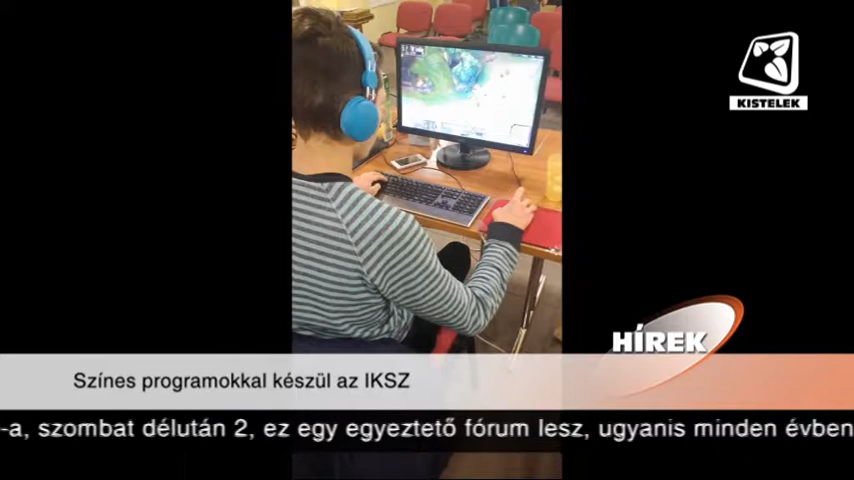 KISTELEK
HÍREK
Színes programokkal készül az IKSZ
-a, szombat délután 2, ez egy egyeztető fórum lesz, ugyanis minden évben